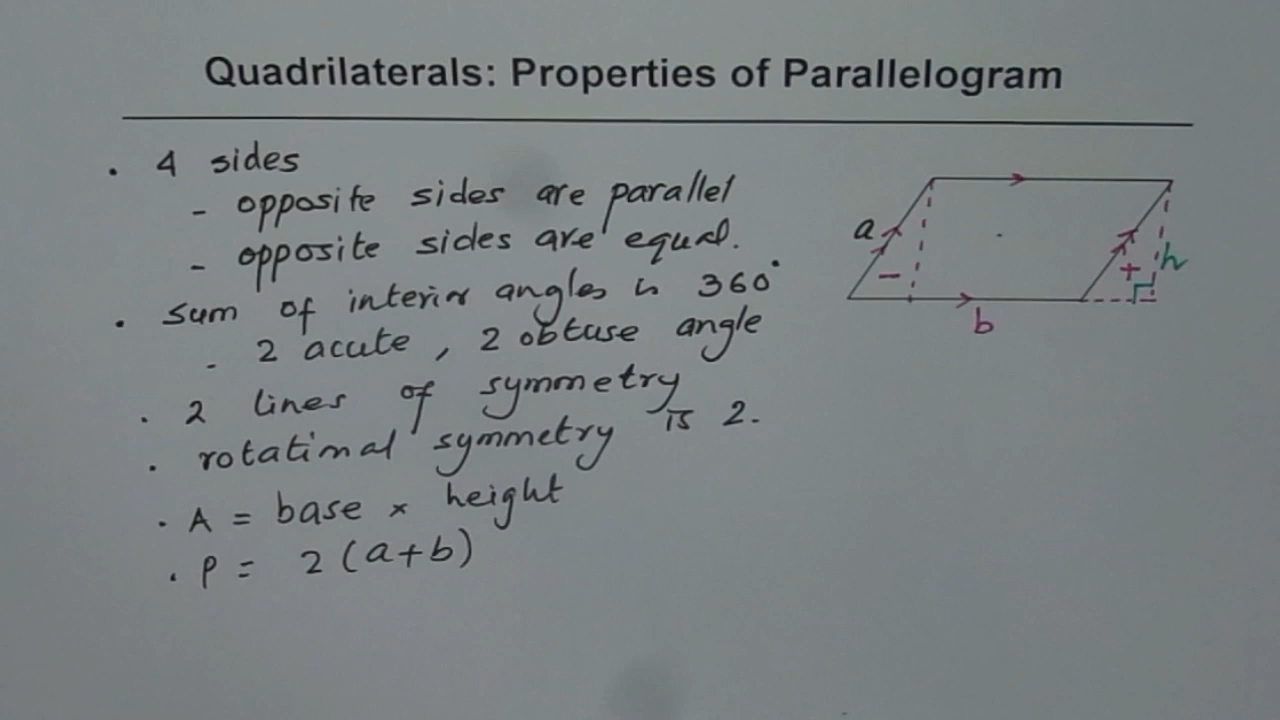 Quadrilaterals: Properties of Parallelogram
. 4 sides
- opposite sides are parallel
- opposite sides are equal.
. sum of interior angles is 360°
- 2 acute, 2 obtuse angle
. 2 lines of symmetry
. rotational symmetry is 2.
. A = base × height
. P = 2 (a+b)
a
-
+
h
b